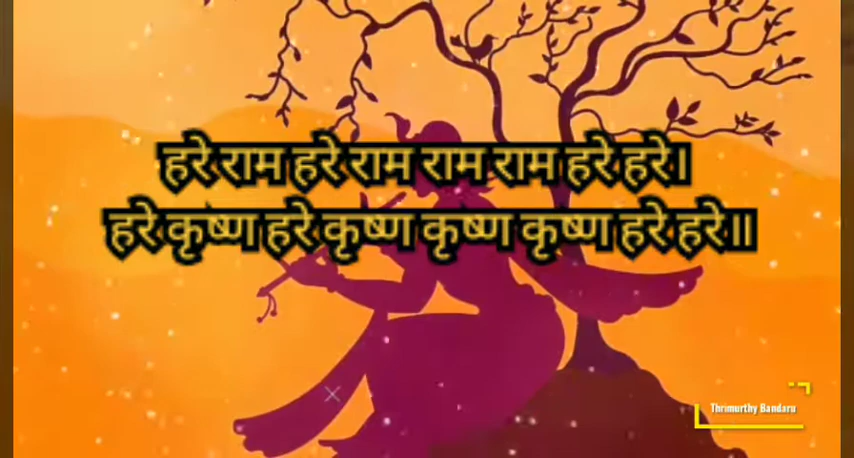 हरे राम हरे राम राम राम हरे हरे।
हरे कृष्ण हरे कृष्ण कृष्ण कृष्ण हरे हरे॥
Thrimurthy Bandaru